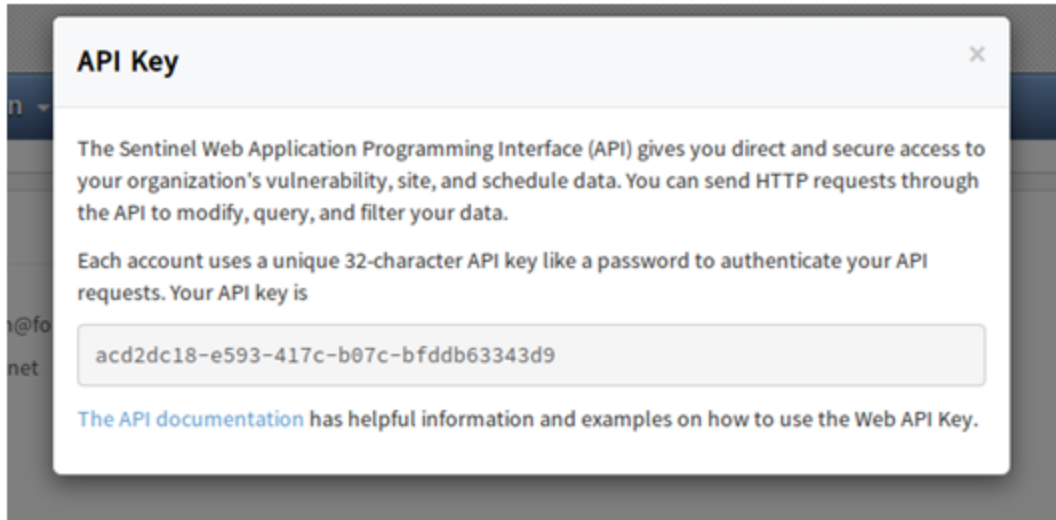 API Key
×
n
The Sentinel Web Application Programming Interface (API) gives you direct and secure access to
your organization's vulnerability, site, and schedule data. You can send HTTP requests through
the API to modify, query, and filter your data.
Each account uses a unique 32-character API key like a password to authenticate your API
requests. Your API key is
@fo
acd2dc18-e593-417c-b07c-bfddb63343d9
net
The API documentation has helpful information and examples on how to use the Web API Key.